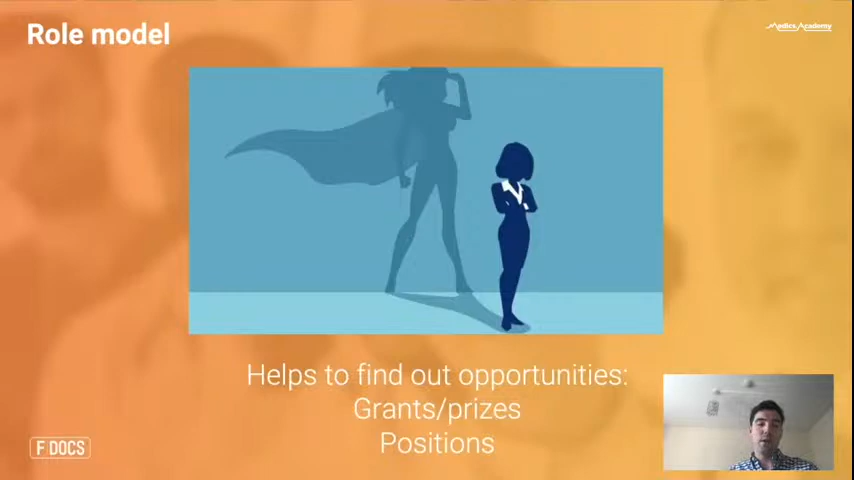 Role model
Medics Academy
Helps to find out opportunities:
Grants/prizes
Positions
F DOCS